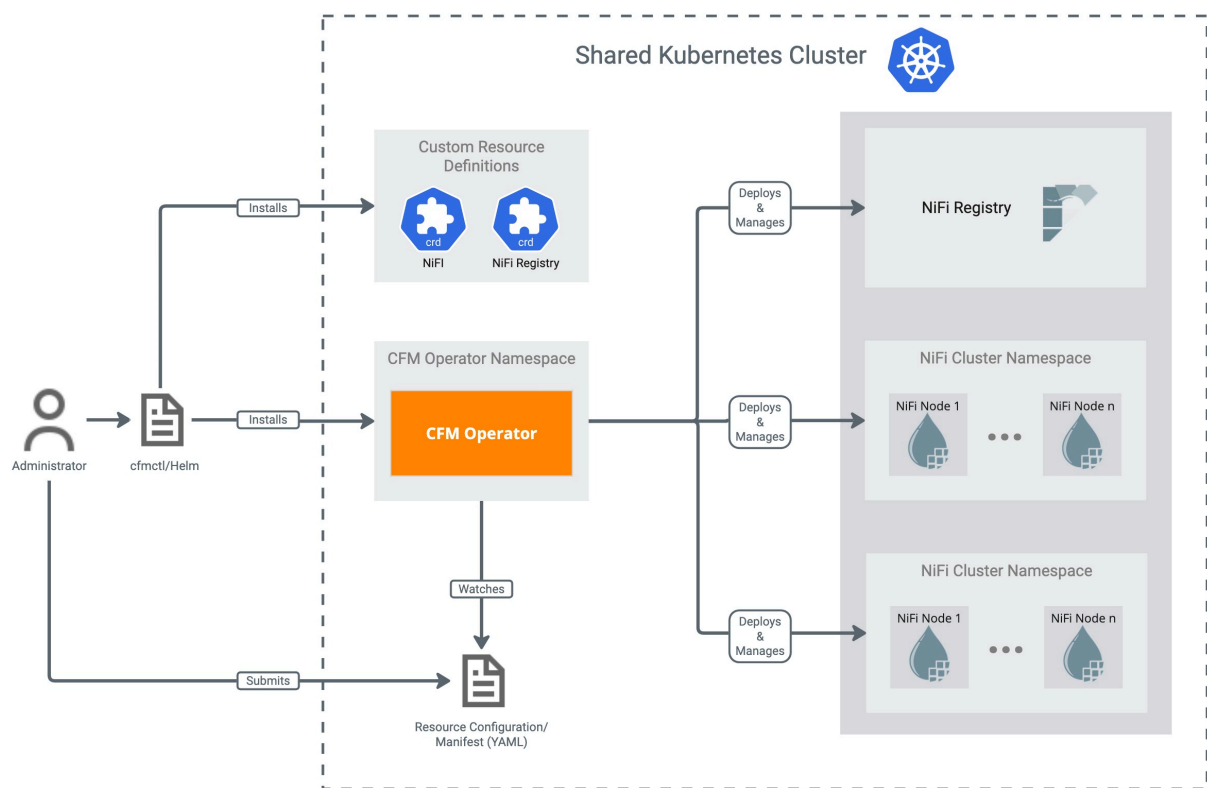 Shared Kubernetes Cluster
Custom Resource
Definitions
crd
NiFI
crd
NiFi Registry
Installs
Deploys
&
Manages
NiFi Registry
CFM Operator Namespace
CFM Operator
Administrator
cfmctl/Helm
Installs
Deploys
&
Manages
NiFi Cluster Namespace
NiFi Node 1
NiFi Node n
Watches
Submits
Resource Configuration/
Manifest (YAML)
Deploys
&
Manages
NiFi Cluster Namespace
NiFi Node 1
NiFi Node n